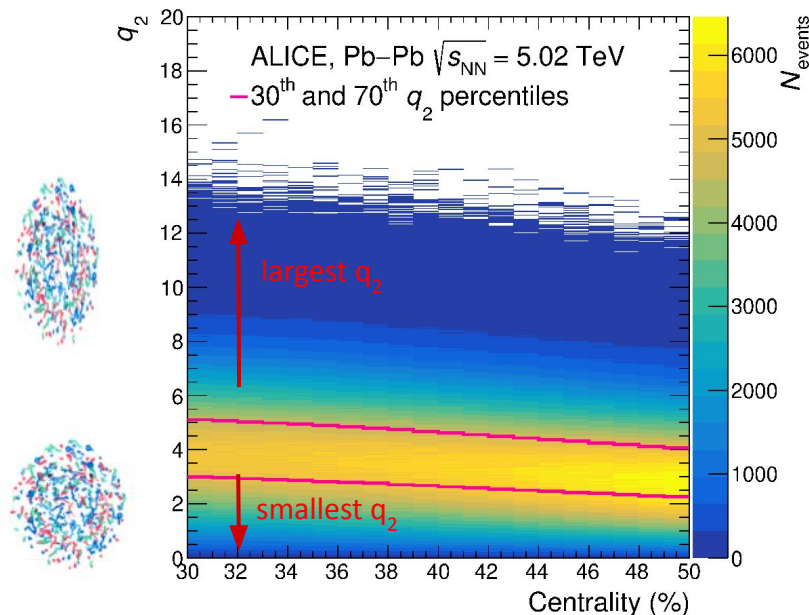 q₂
20
18
16
14
12
10
8
6
4
2
0
ALICE, Pb−Pb √s_NN = 5.02 TeV
30th and 70th q₂ percentiles
largest q₂
smallest q₂
30 32 34 36 38 40 42 44 46 48 50
Centrality (%)
N_events
6000
5000
4000
3000
2000
1000
0